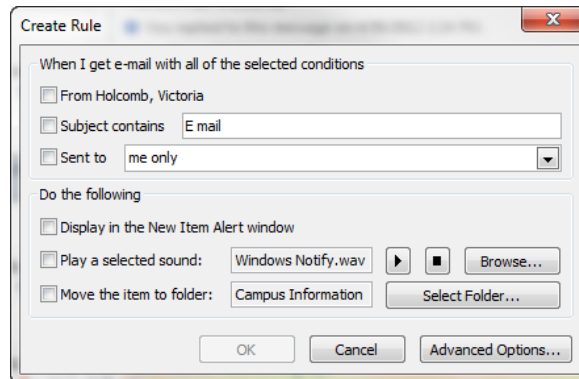 Create Rule
When I get e-mail with all of the selected conditions
From Holcomb, Victoria
Subject contains E mail
Sent to me only
Do the following
Display in the New Item Alert window
Play a selected sound: Windows Notify.wav Browse...
Move the item to folder: Campus Information Select Folder...
OK Cancel Advanced Options...